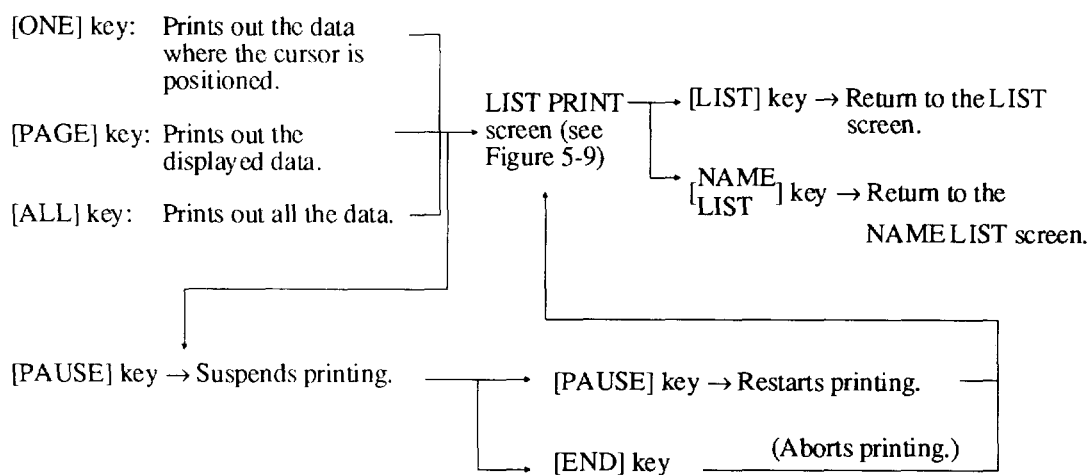 [ONE] key: Prints out the data
where the cursor is
positioned.
[PAGE] key: Prints out the
displayed data.
[ALL] key: Prints out all the data.
LIST PRINT
screen (see
Figure 5-9)
[LIST] key → Return to the LIST
screen.
[NAME
LIST] key → Return to the
NAME LIST screen.
[PAUSE] key → Suspends printing.
[PAUSE] key → Restarts printing.
[END] key (Aborts printing.)